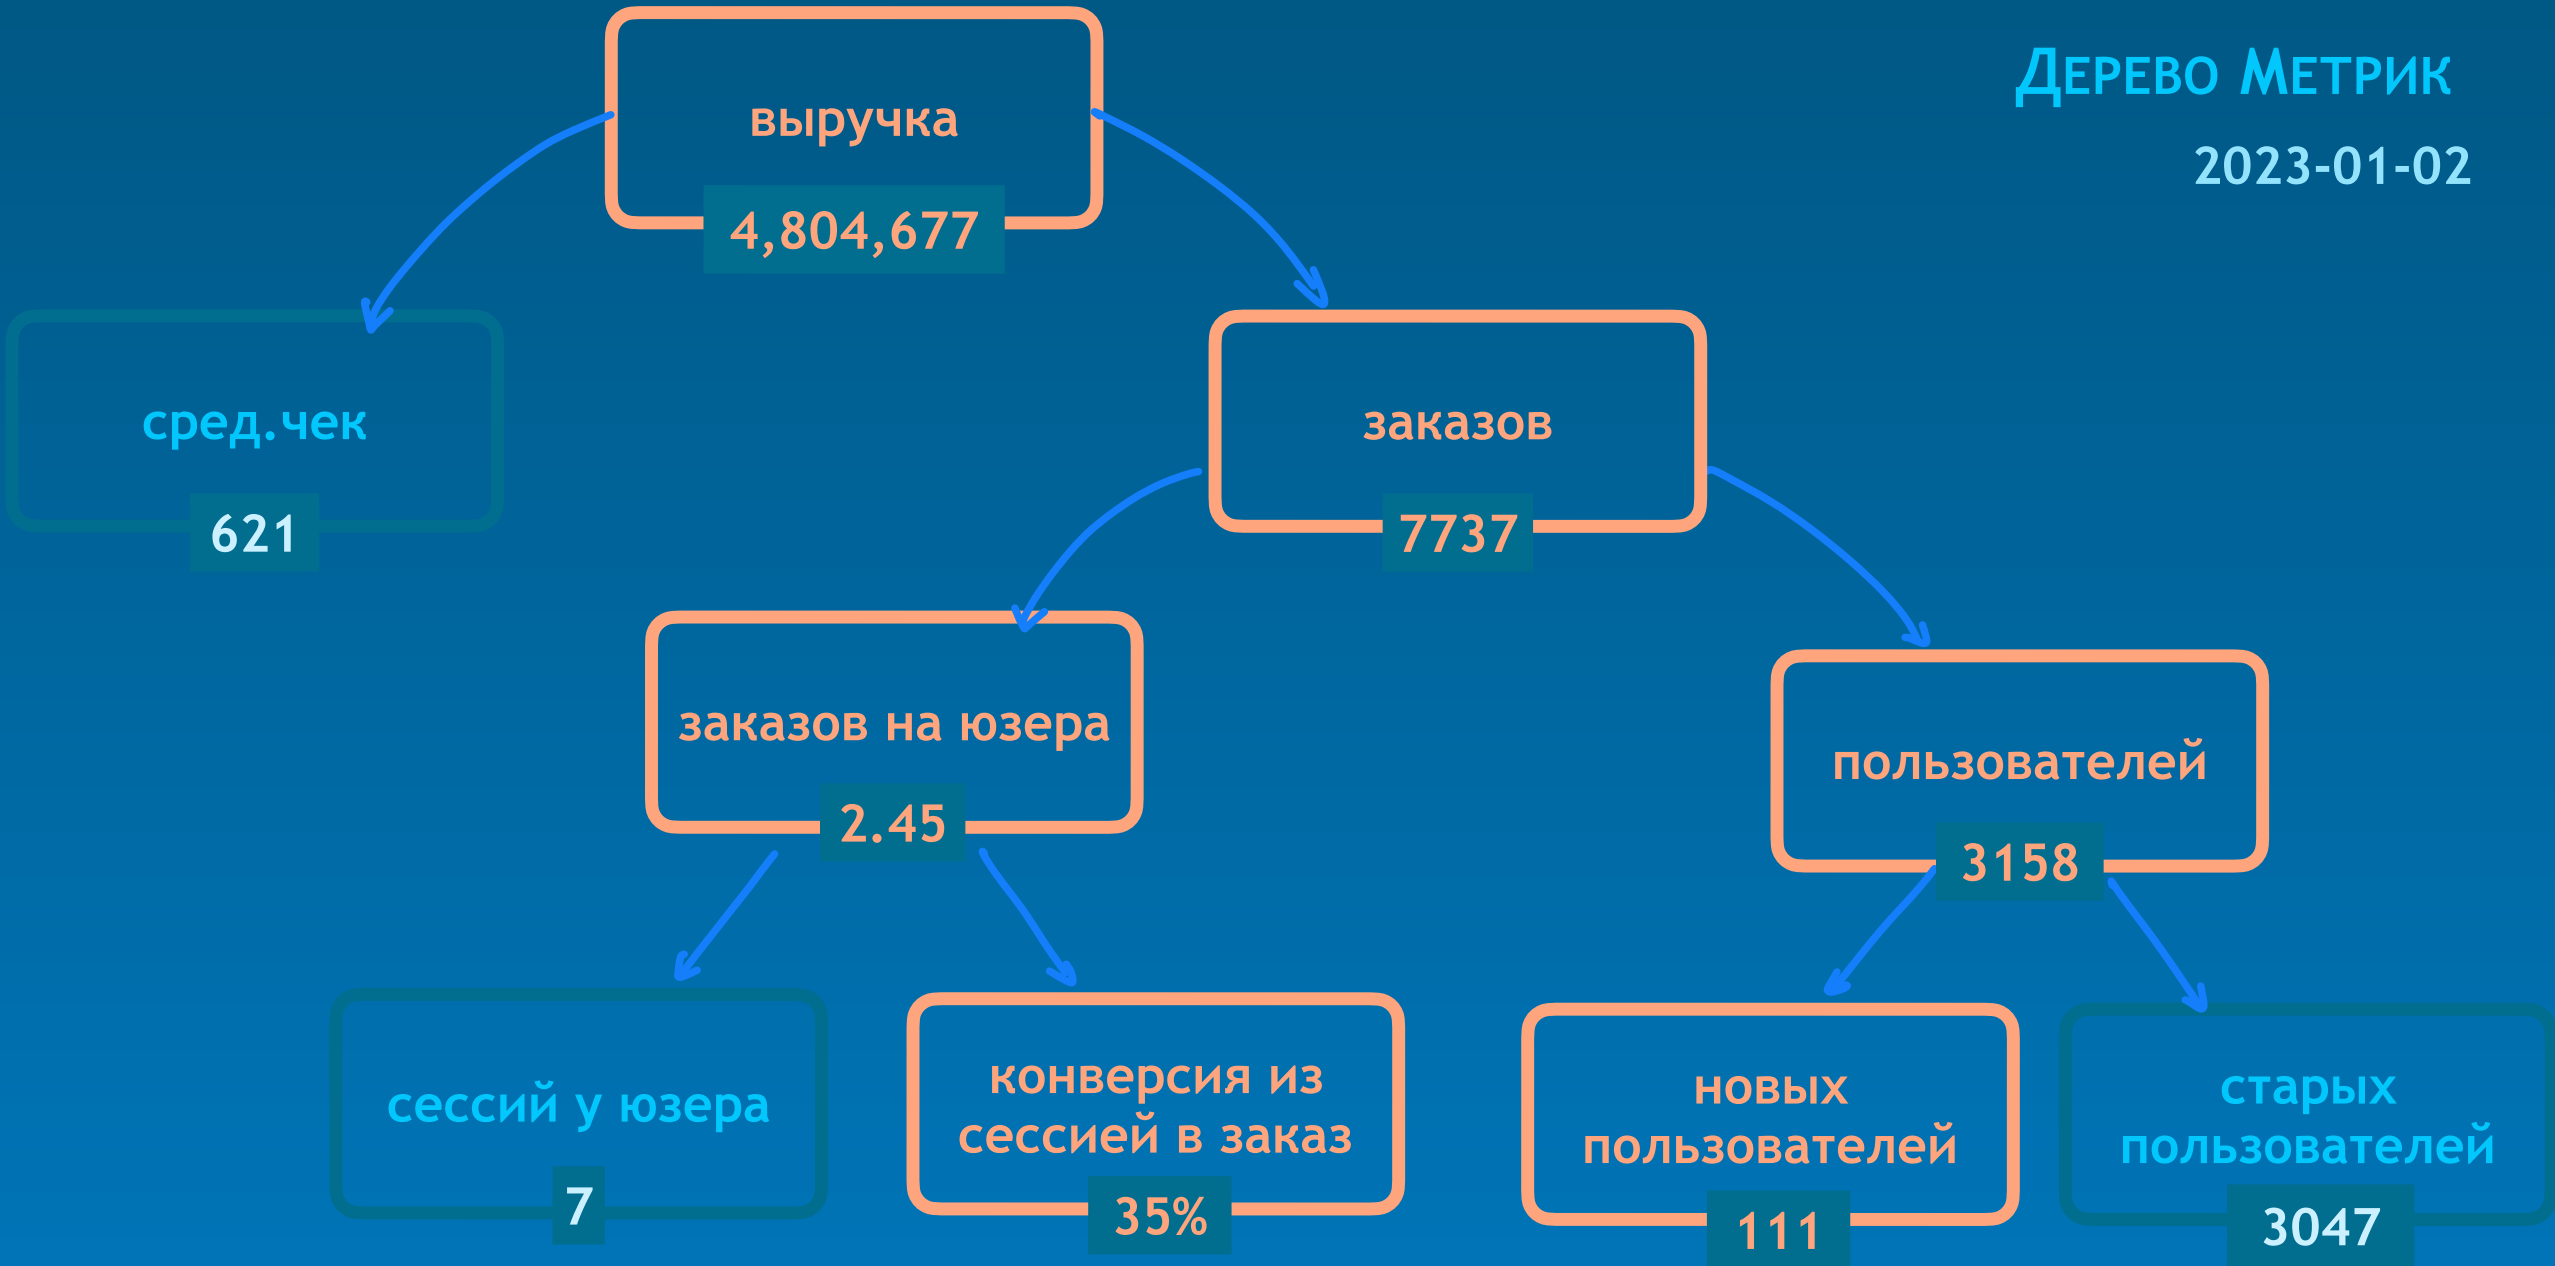 Дерево Метрик
2023-01-02
выручка
4,804,677
сред.чек
621
заказов
7737
заказов на юзера
2.45
пользователей
3158
сессий у юзера
7
конверсия из
сессией в заказ
35%
новых
пользователей
111
старых
пользователей
3047